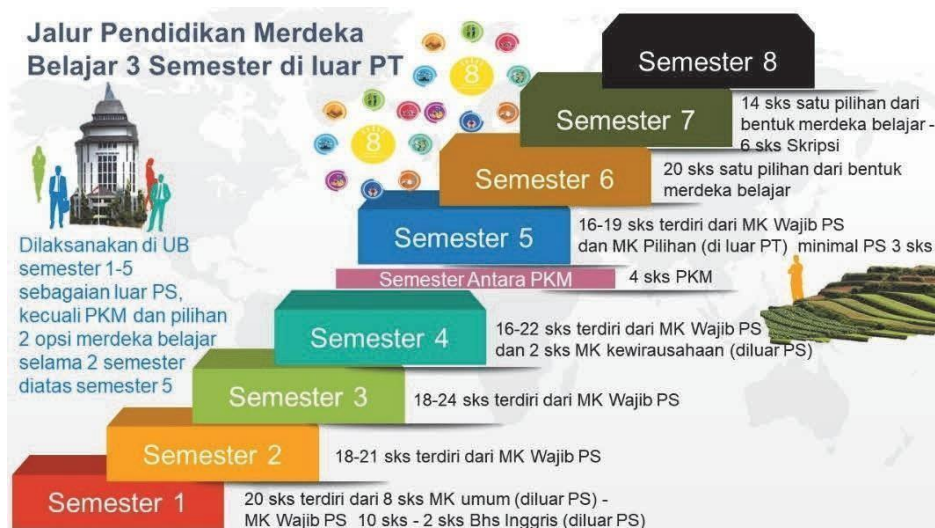 Jalur Pendidikan Merdeka
Belajar 3 Semester di luar PT
8
8
Semester 8
Semester 7
14 sks satu pilihan dari
bentuk merdeka belajar -
6 sks Skripsi
Semester 6
20 sks satu pilihan dari bentuk
merdeka belajar
Semester 5
16-19 sks terdiri dari MK Wajib PS
dan MK Pilihan (di luar PT) minimal PS 3 sks
Semester Antara PKM
4 sks PKM
Dilaksanakan di UB
semester 1-5
sebagaian luar PS,
kecuali PKM dan pilihan
2 opsi merdeka belajar
selama 2 semester
diatas semester 5
Semester 4
16-22 sks terdiri dari MK Wajib PS
dan 2 sks MK kewirausahaan (diluar PS)
Semester 3
18-24 sks terdiri dari MK Wajib PS
Semester 2
18-21 sks terdiri dari MK Wajib PS
Semester 1
20 sks terdiri dari 8 sks MK umum (diluar PS) -
MK Wajib PS 10 sks - 2 sks Bhs Inggris (diluar PS)